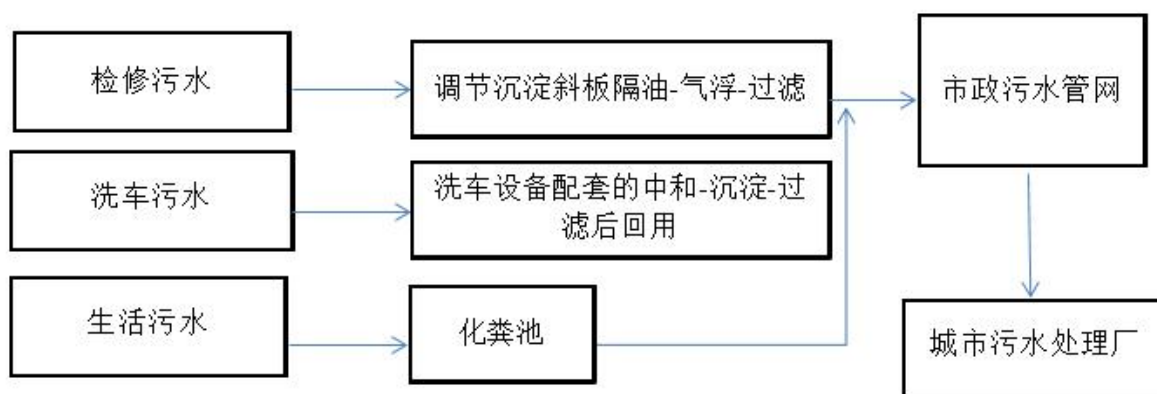 检修污水
调节沉淀斜板隔油-气浮-过滤
市政污水管网
洗车污水
洗车设备配套的中和-沉淀-过
滤后回用
生活污水
化粪池
城市污水处理厂